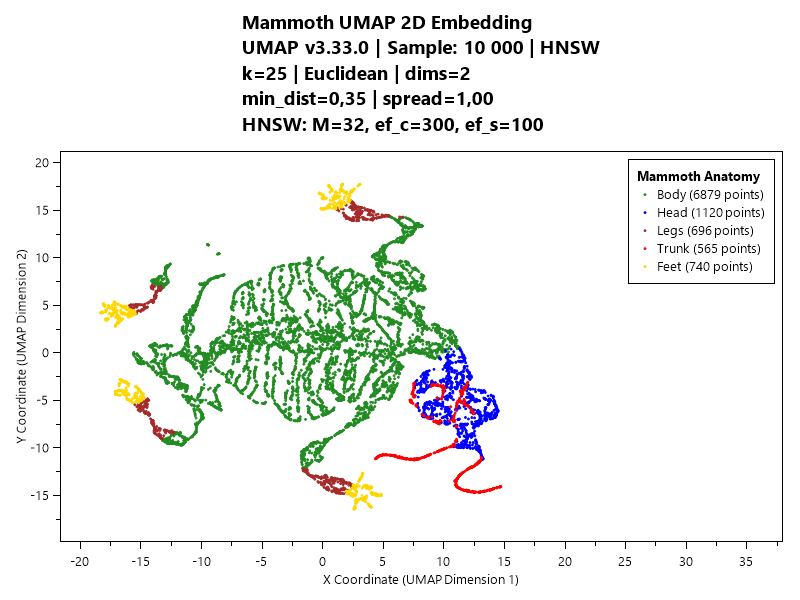 Mammoth UMAP 2D Embedding
UMAP v3.33.0 | Sample: 10 000 | HNSW
k=25 | Euclidean | dims=2
min_dist=0,35 | spread=1,00
HNSW: M=32, ef_c=300, ef_s=100
Mammoth Anatomy
Body (6879 points)
Head (1120 points)
Legs (696 points)
Trunk (565 points)
Feet (740 points)
Y Coordinate (UMAP Dimension 2)
20
15
10
5
0
-5
-10
-15
-20 -15 -10 -5 0 5 10 15 20 25 30 35
X Coordinate (UMAP Dimension 1)